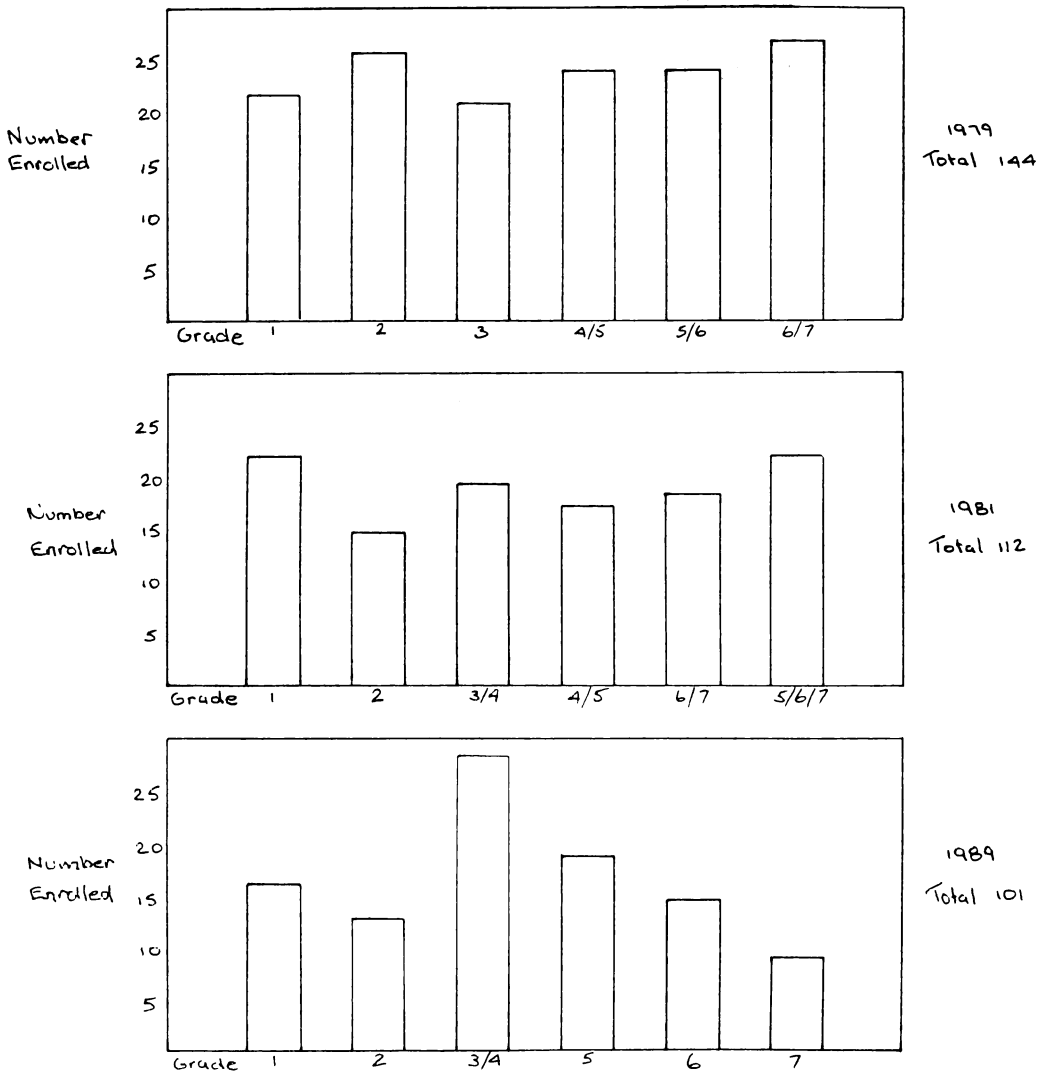 25
20
15
10
5
Number
Enrolled
1979
Total 144
Grade 1 2 3 4/5 5/6 6/7
25
20
15
10
5
Number
Enrolled
1981
Total 112
Grade 1 2 3/4 4/5 6/7 5/6/7
25
20
15
10
5
Number
Enrolled
1989
Total 101
Grade 1 2 3/4 5 6 7